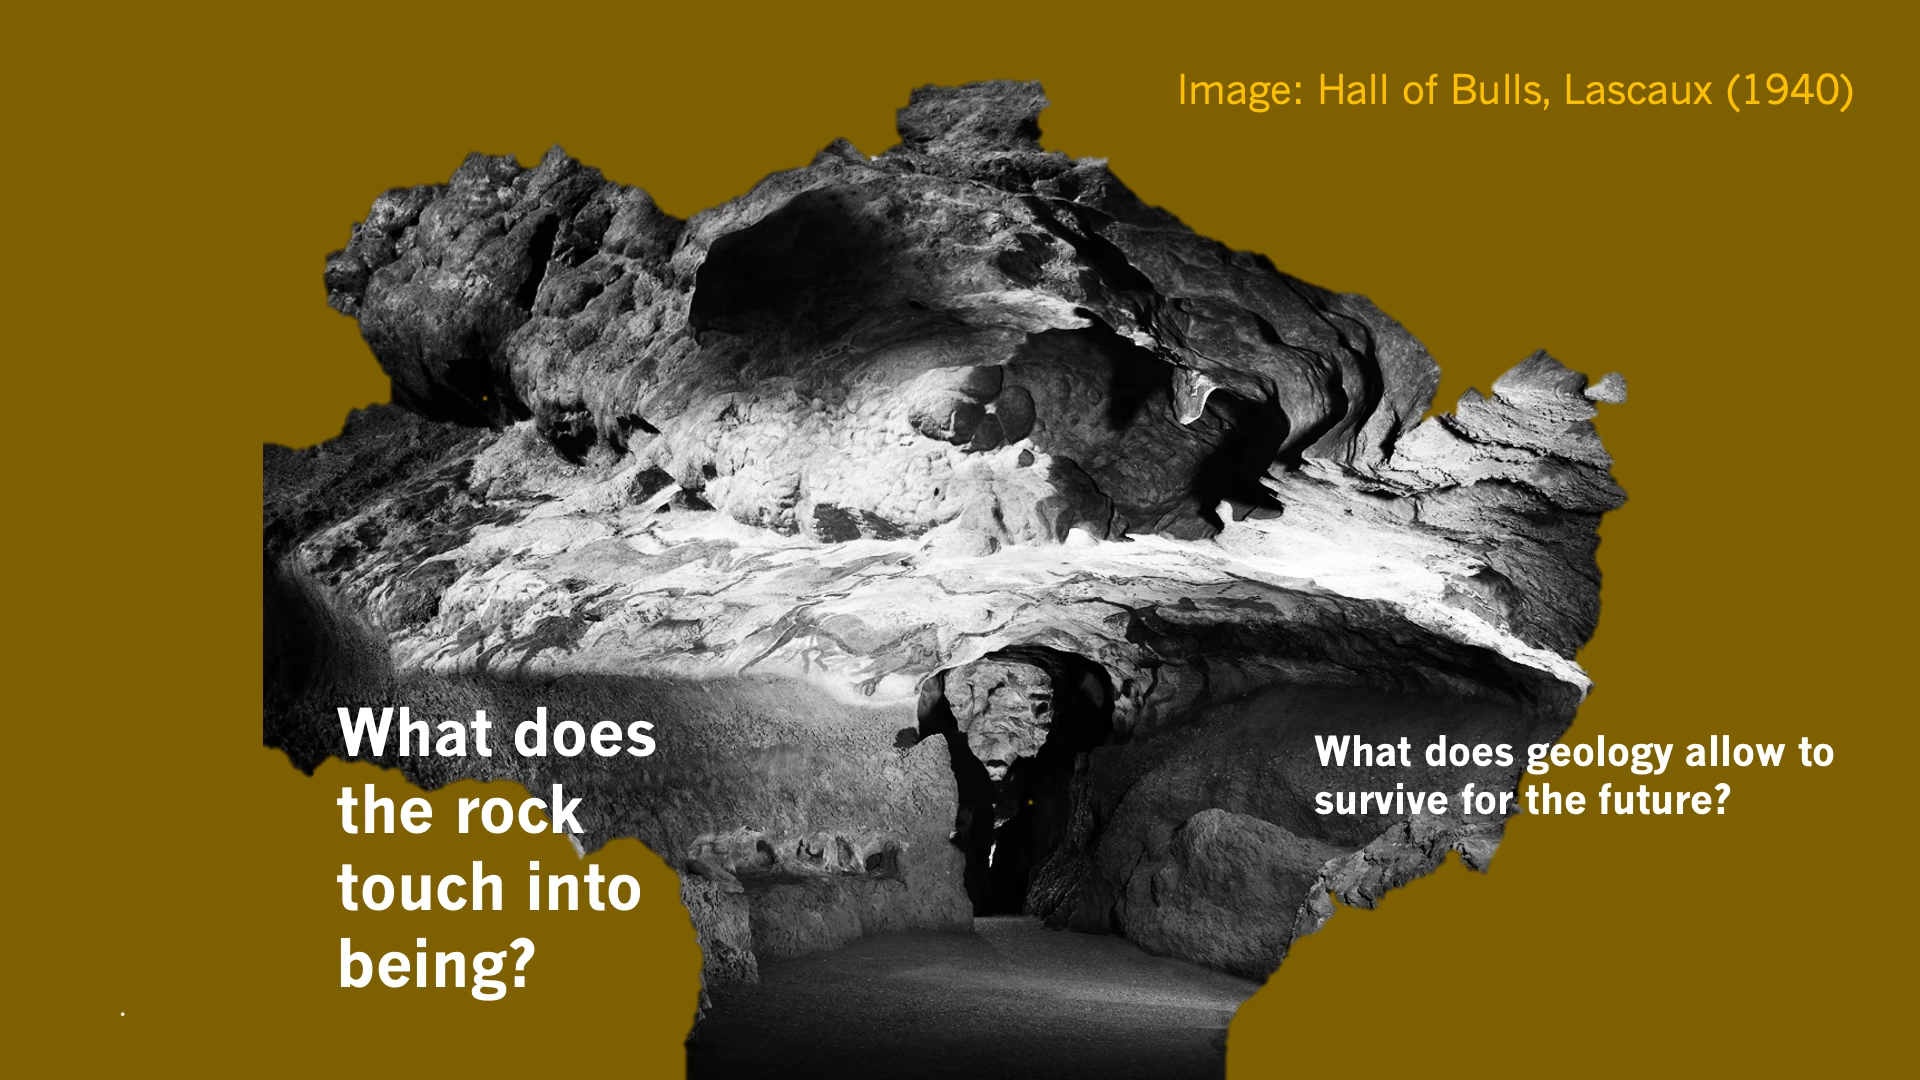 Image: Hall of Bulls, Lascaux (1940)
What does
the rock
touch into
being?
What does geology allow to
survive for the future?